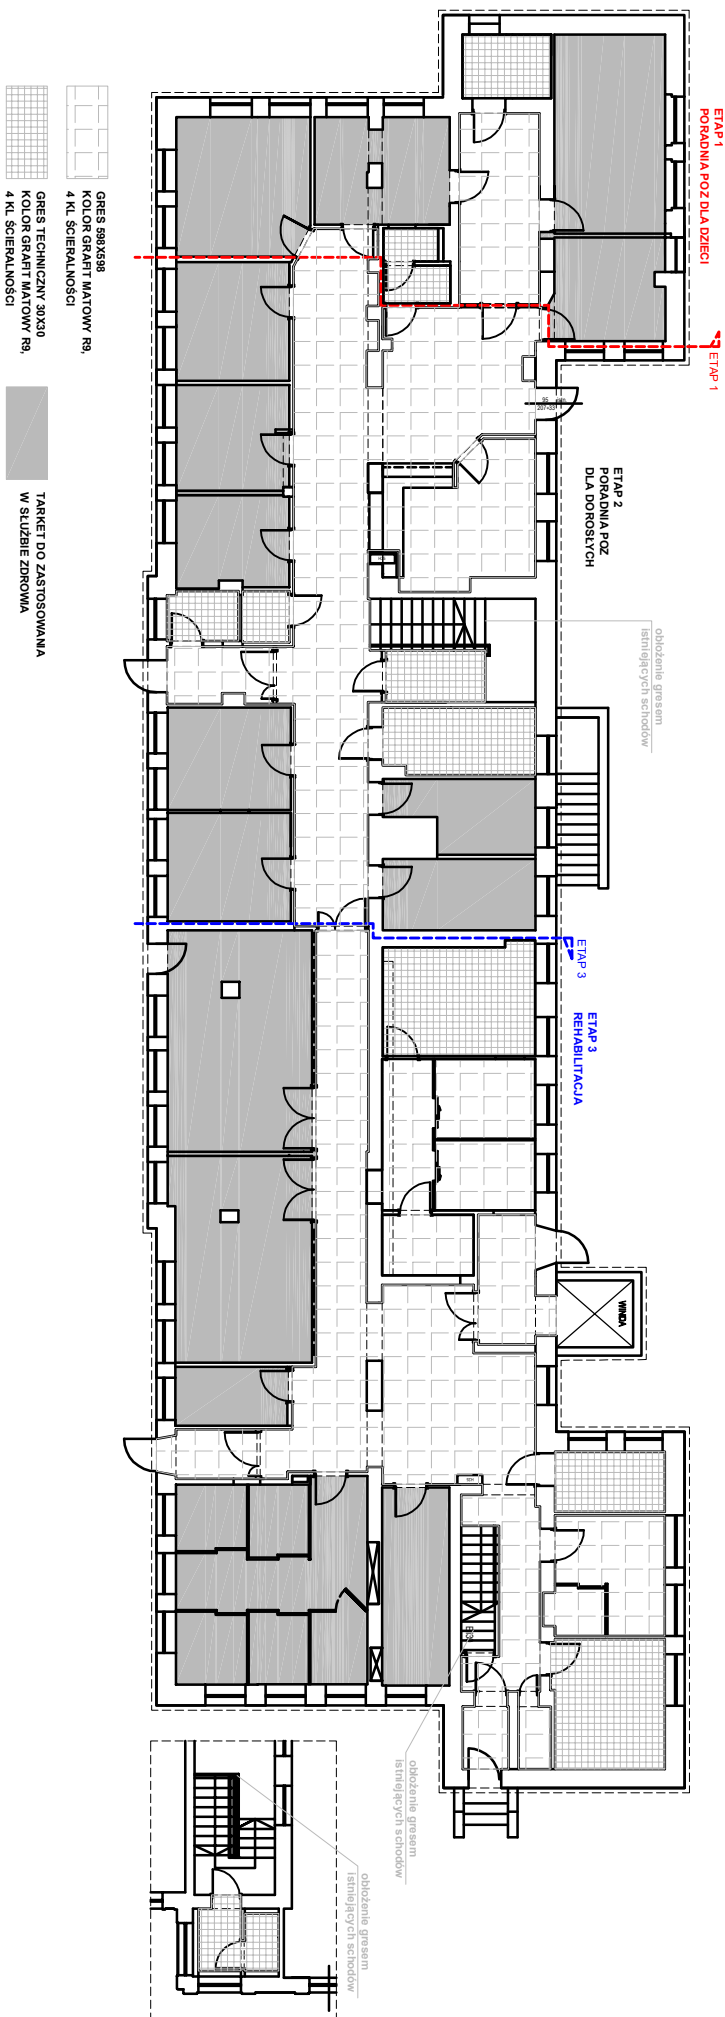 ETAP 1
PORADNIA POZ DLA DZIECI
ETAP 1
ETAP 2
PORADNIA POZ
DLA DOROSŁYCH
obłożenie gresem
istniejących schodów
ETAP 3
ETAP 3
REHABILITACJA
WINDA
obłożenie gresem
istniejących schodów
obłożenie gresem
istniejących schodów
GRES 598X598
KOLOR GRAFIT MATOWY R9,
4 KL ŚCIERALNOŚCI
GRES TECHNICZNY 30X30
KOLOR GRAFIT MATOWY R9,
4 KL ŚCIERALNOŚCI
TARKET DO ZASTOSOWANIA
W SŁUŻBIE ZDROWIA